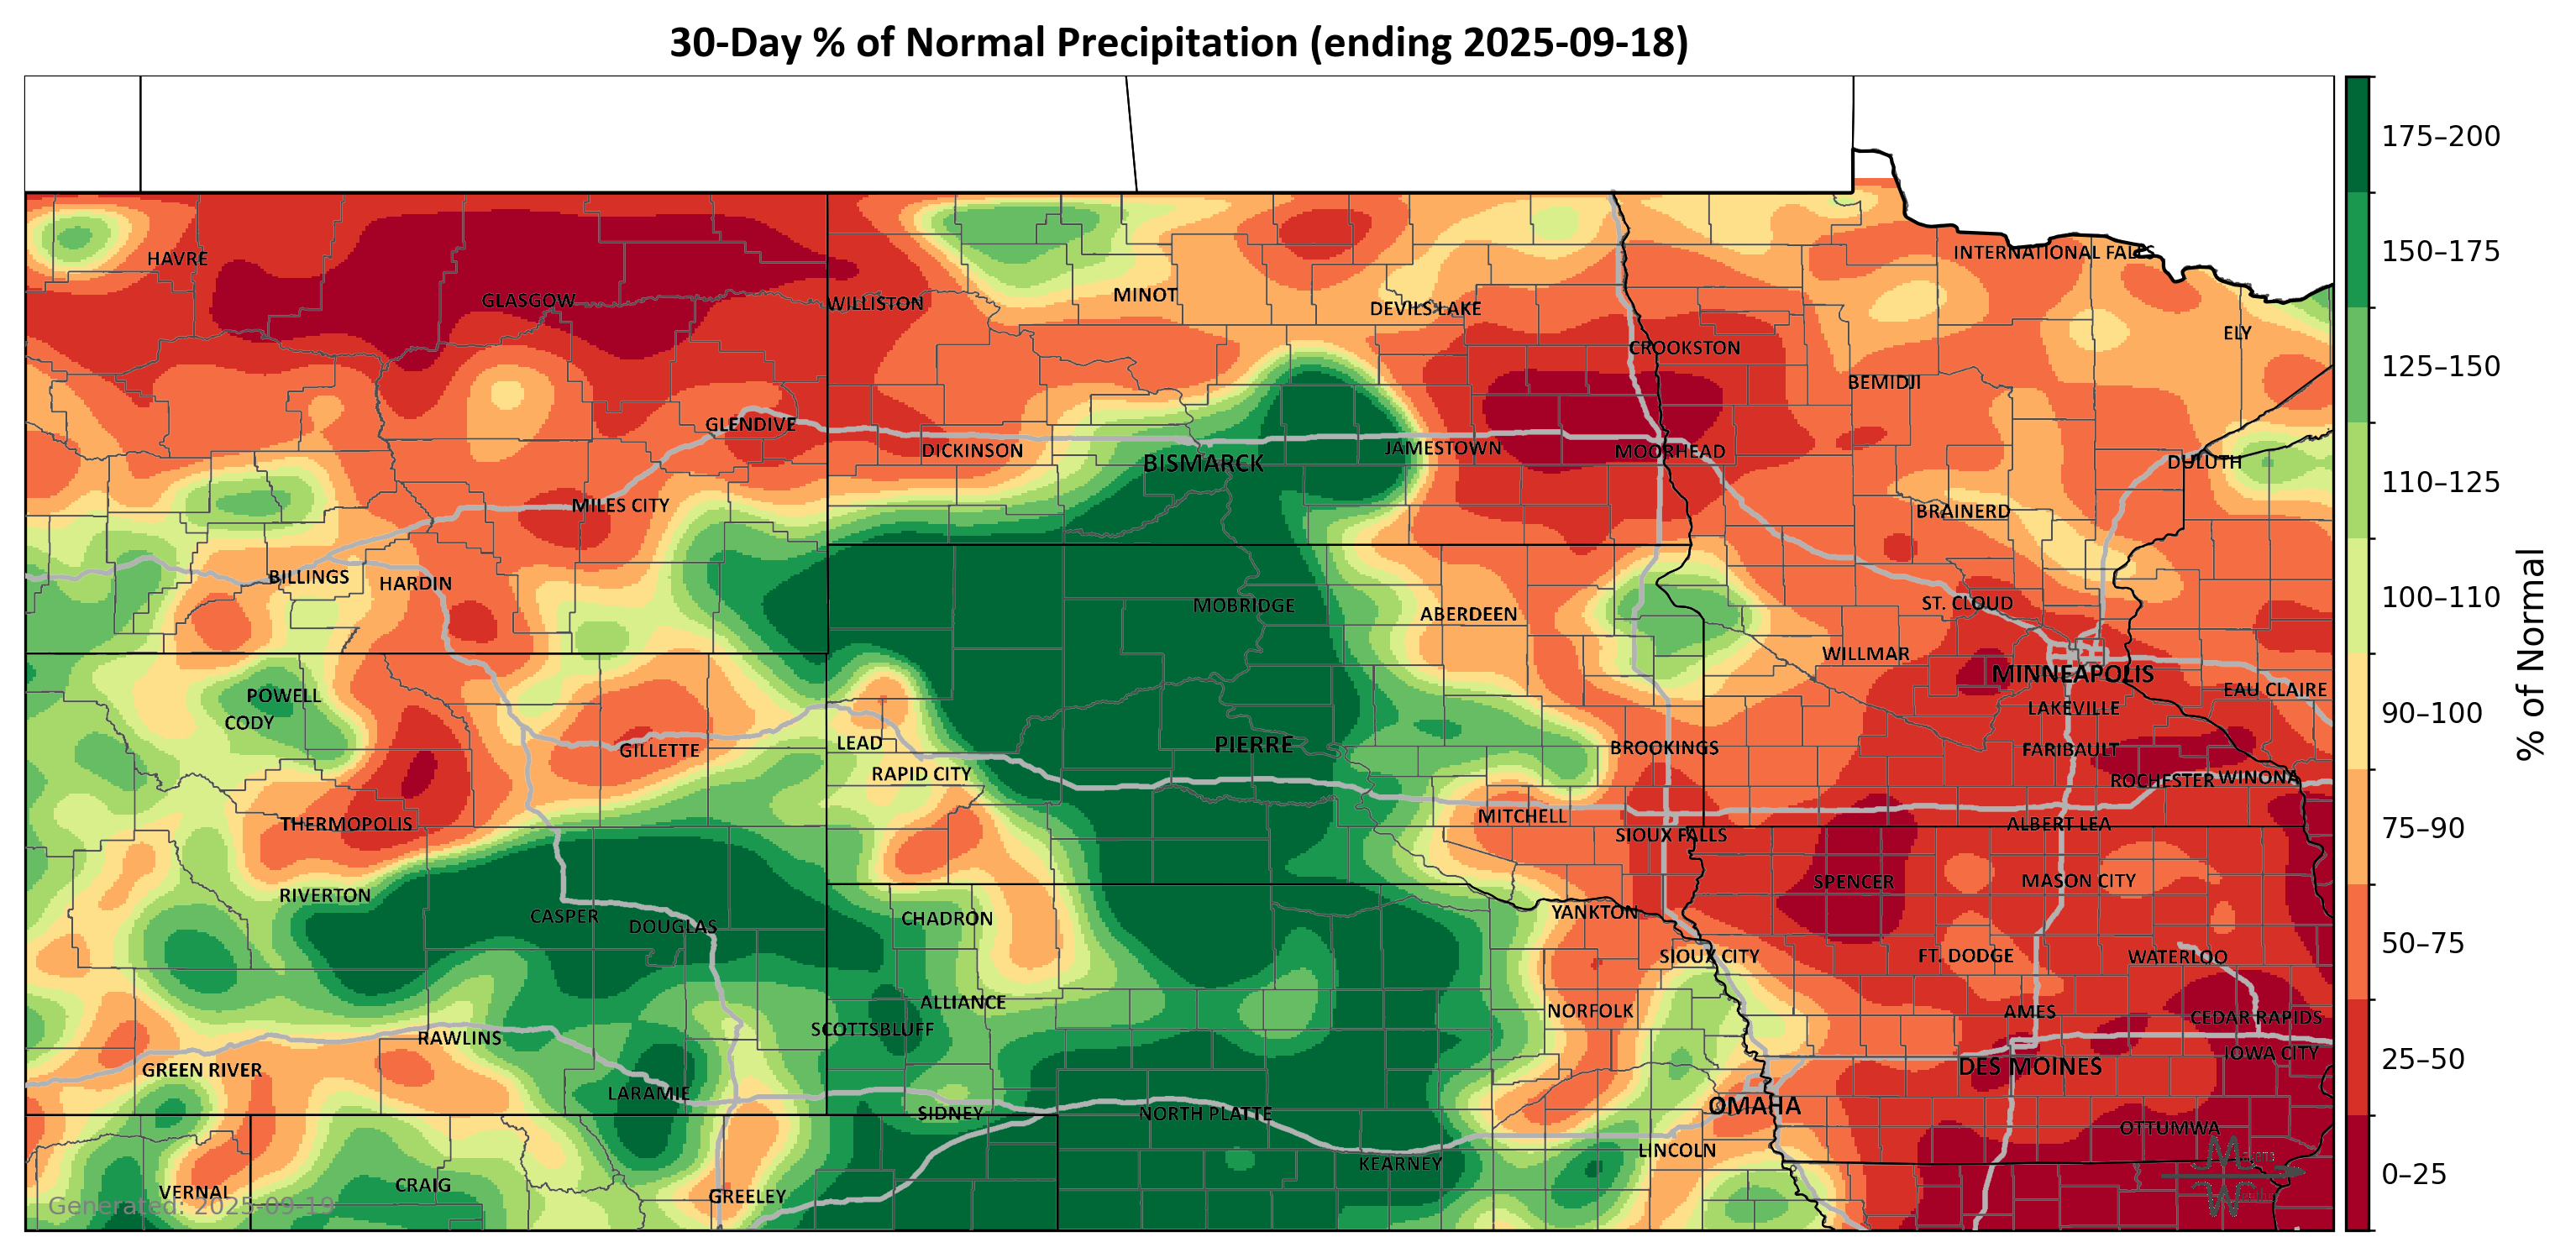 30-Day % of Normal Precipitation (ending 2025-09-18)
175–200
150–175
125–150
110–125
100–110
90–100
75–90
50–75
25–50
0–25
% of Normal
HAVRE
INTERNATIONAL FALLS
GLASGOW
WILLISTON
MINOT
DEVILS LAKE
ELY
CROOKSTON
BEMIDJI
GLENDIVE
DICKINSON
BISMARCK
JAMESTOWN
MOORHEAD
DULUTH
MILES CITY
BRAINERD
BILLINGS
HARDIN
MOBRIDGE
ABERDEEN
ST. CLOUD
WILLMAR
MINNEAPOLIS
EAU CLAIRE
POWELL
CODY
LAKEVILLE
GILLETTE
LEAD
PIERRE
BROOKINGS
FARIBAULT
RAPID CITY
ROCHESTER
WINONA
THERMOPOLIS
MITCHELL
SIOUX FALLS
ALBERT LEA
RIVERTON
SPENCER
MASON CITY
CASPER
DOUGLAS
CHADRON
YANKTON
SIOUX CITY
FT. DODGE
WATERLOO
ALLIANCE
NORFOLK
AMES
CEDAR RAPIDS
SCOTTSBLUFF
RAWLINS
IOWA CITY
GREEN RIVER
DES MOINES
LARAMIE
SIDNEY
NORTH PLATTE
OMAHA
OTTUMWA
KEARNEY
LINCOLN
VERNAL
CRAIG
GREELEY
Generated: 2025-09-19
M
W